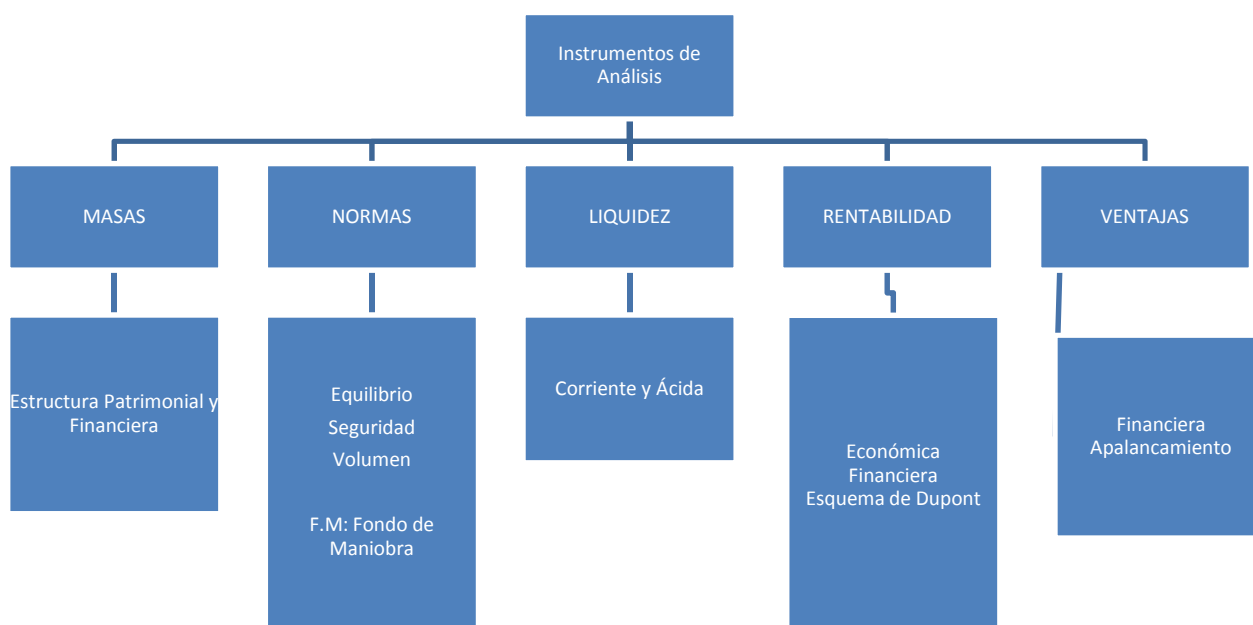 Instrumentos de
Análisis
MASAS
NORMAS
LIQUIDEZ
RENTABILIDAD
VENTAJAS
Estructura Patrimonial y
Financiera
Equilibrio
Seguridad
Volumen
F.M: Fondo de
Maniobra
Corriente y Ácida
Económica
Financiera
Esquema de Dupont
Financiera
Apalancamiento